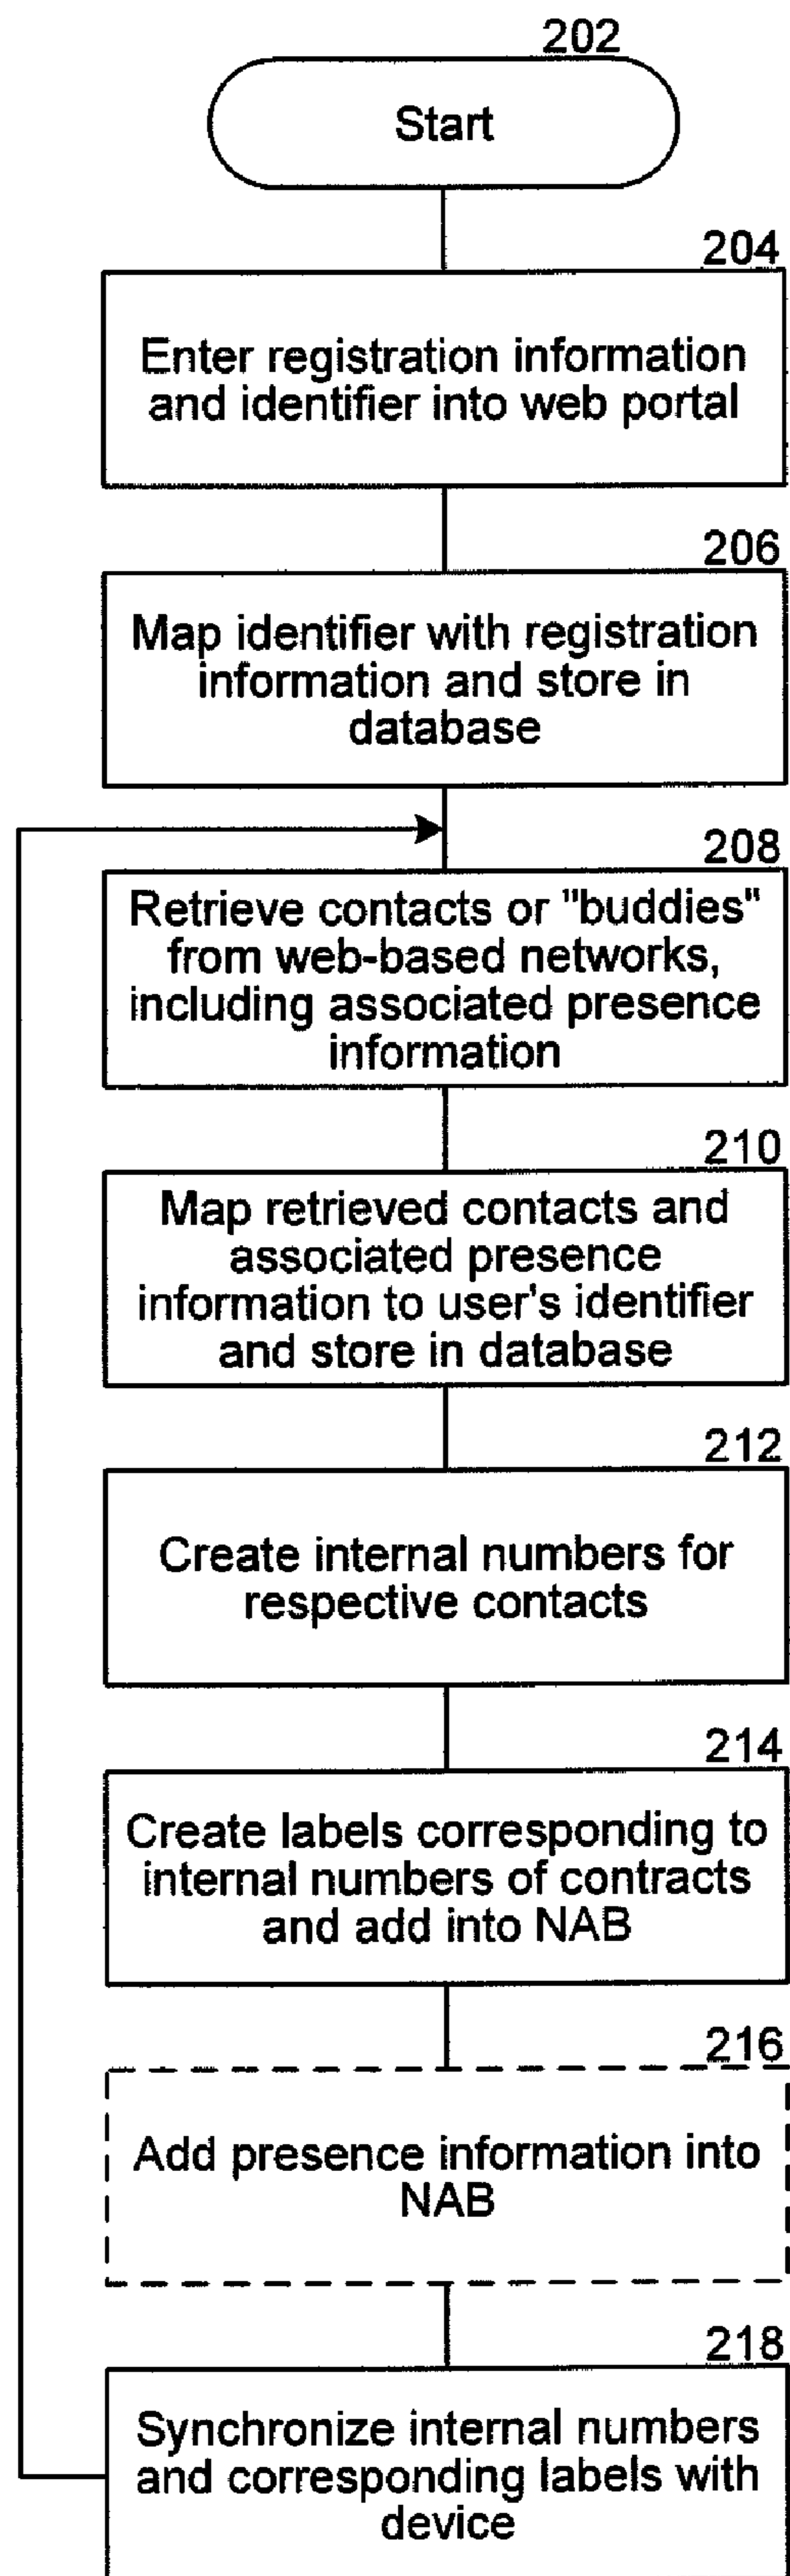 202
Start
204
Enter registration information
and identifier into web portal
206
Map identifier with registration
information and store in
database
208
Retrieve contacts or "buddies"
from web-based networks,
including associated presence
information
210
Map retrieved contacts and
associated presence
information to user's identifier
and store in database
212
Create internal numbers for
respective contacts
214
Create labels corresponding to
internal numbers of contracts
and add into NAB
216
Add presence information into
NAB
218
Synchronize internal numbers
and corresponding labels with
device